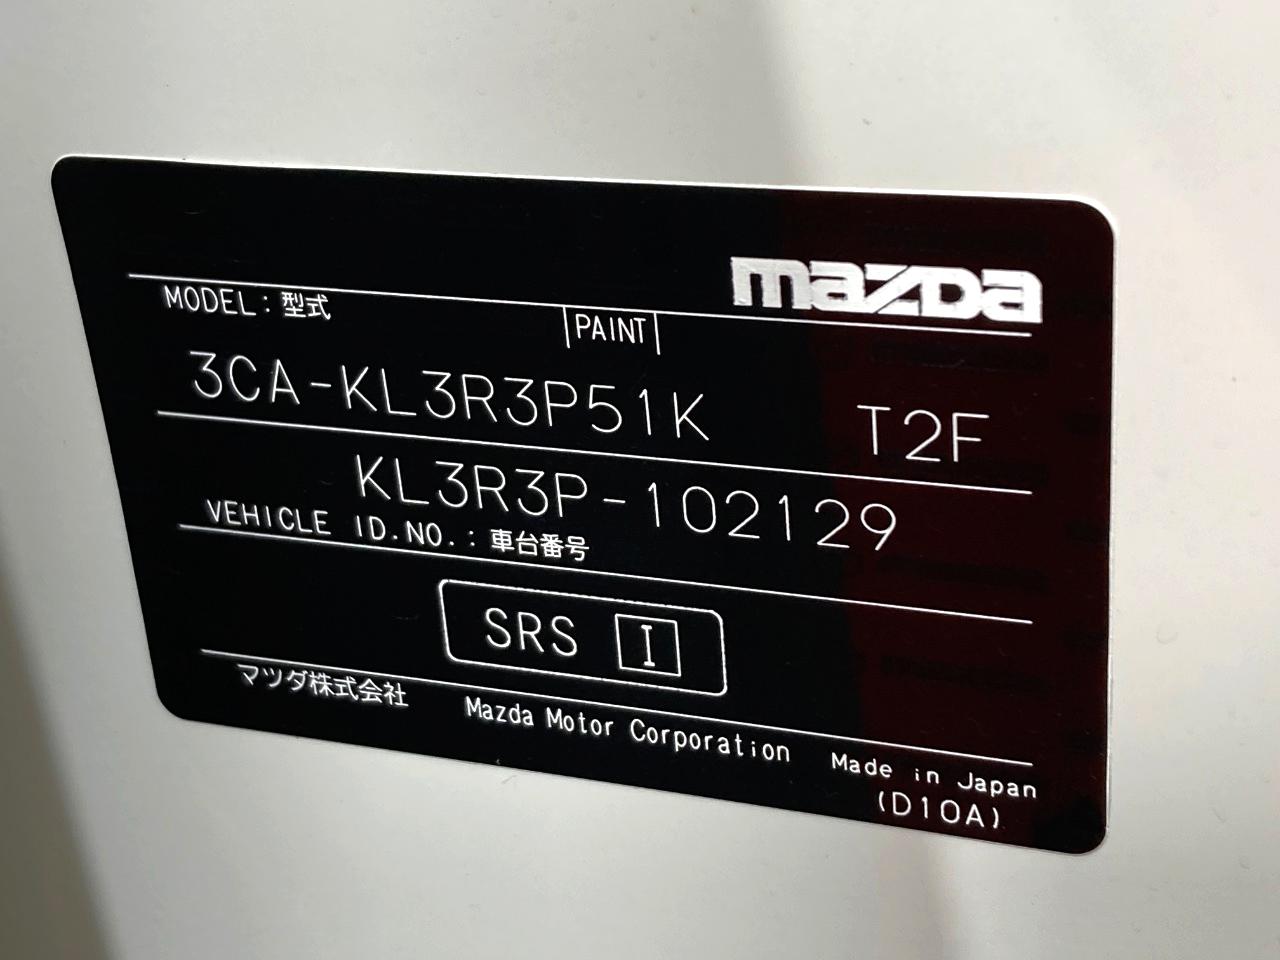 mazda
MODEL : 型式
PAINT
3CA-KL3R3P51K T2F
KL3R3P-102129
VEHICLE ID.NO. : 車台番号
SRS I
マツダ株式会社 Mazda Motor Corporation Made in Japan
(D10A)